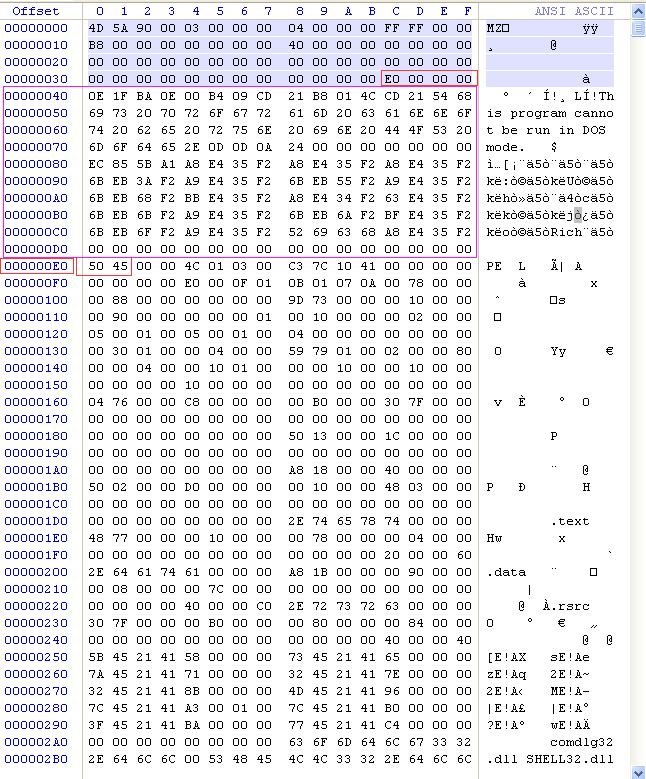 Offset 0 1 2 3 4 5 6 7 8 9 A B C D E F ANSI ASCII
00000000 4D 5A 90 00 03 00 00 00 04 00 00 00 FF FF 00 00 MZ□ ÿÿ
00000010 B8 00 00 00 00 00 00 00 40 00 00 00 00 00 00 00 ¸ @
00000020 00 00 00 00 00 00 00 00 00 00 00 00 00 00 00 00
00000030 00 00 00 00 00 00 00 00 00 00 00 00 E0 00 00 00 à
00000040 0E 1F BA 0E 00 B4 09 CD 21 B8 01 4C CD 21 54 68 º ´ Í!¸ LÍ!Th
00000050 69 73 20 70 72 6F 67 72 61 6D 20 63 61 6E 6E 6F is program canno
00000060 74 20 62 65 20 72 75 6E 20 69 6E 20 44 4F 53 20 t be run in DOS
00000070 6D 6F 64 65 2E 0D 0D 0A 24 00 00 00 00 00 00 00 mode. $
00000080 EC 85 5B A1 A8 E4 35 F2 A8 E4 35 F2 A8 E4 35 F2 ì…[¡¨ä5ò¨ä5ò¨ä5ò
00000090 6B EB 3A F2 A9 E4 35 F2 6B EB 55 F2 A9 E4 35 F2 kë:ò©ä5òkëUò©ä5ò
000000A0 6B EB 68 F2 BB E4 35 F2 A8 E4 34 F2 63 E4 35 F2 këhò»ä5ò¨ä4òcä5ò
000000B0 6B EB 6B F2 A9 E4 35 F2 6B EB 6A F2 BF E4 35 F2 këkò©ä5òkëjò¿ä5ò
000000C0 6B EB 6F F2 A9 E4 35 F2 52 69 63 68 A8 E4 35 F2 këoò©ä5òRich¨ä5ò
000000D0 00 00 00 00 00 00 00 00 00 00 00 00 00 00 00 00
000000E0 50 45 00 00 4C 01 03 00 C3 7C 10 41 00 00 00 00 PE L Ã| A
000000F0 00 00 00 00 E0 00 0F 01 0B 01 07 0A 00 78 00 00 à x
00000100 00 88 00 00 00 00 00 00 9D 73 00 00 00 10 00 00 ˆ □s
00000110 00 90 00 00 00 00 00 01 00 10 00 00 00 02 00 00 □
00000120 05 00 01 00 05 00 01 00 04 00 00 00 00 00 00 00
00000130 00 30 01 00 00 04 00 00 59 79 01 00 02 00 00 80 0 Yy €
00000140 00 00 04 00 00 10 01 00 00 00 10 00 00 10 00 00
00000150 00 00 00 00 10 00 00 00 00 00 00 00 00 00 00 00
00000160 04 76 00 00 C8 00 00 00 00 B0 00 00 30 7F 00 00 v È ° 0
00000170 00 00 00 00 00 00 00 00 00 00 00 00 00 00 00 00
00000180 00 00 00 00 00 00 00 00 50 13 00 00 1C 00 00 00 P
00000190 00 00 00 00 00 00 00 00 00 00 00 00 00 00 00 00
000001A0 00 00 00 00 00 00 00 00 A8 18 00 00 40 00 00 00 ¨ @
000001B0 50 02 00 00 D0 00 00 00 00 10 00 00 48 03 00 00 P Ð H
000001C0 00 00 00 00 00 00 00 00 00 00 00 00 00 00 00 00
000001D0 00 00 00 00 00 00 00 00 2E 74 65 78 74 00 00 00 .text
000001E0 48 77 00 00 00 10 00 00 00 78 00 00 00 04 00 00 Hw x
000001F0 00 00 00 00 00 00 00 00 00 00 00 00 20 00 00 60 `
00000200 2E 64 61 74 61 00 00 00 A8 1B 00 00 00 90 00 00 .data ¨ □
00000210 00 08 00 00 00 7C 00 00 00 00 00 00 00 00 00 00 |
00000220 00 00 00 00 40 00 00 C0 2E 72 73 72 63 00 00 00 @ À.rsrc
00000230 30 7F 00 00 00 B0 00 00 00 80 00 00 00 84 00 00 0 ° € „
00000240 00 00 00 00 00 00 00 00 00 00 00 00 40 00 00 40 @ @
00000250 5B 45 21 41 58 00 00 00 73 45 21 41 65 00 00 00 [E!AX sE!Ae
00000260 7A 45 21 41 71 00 00 00 32 45 21 41 7E 00 00 00 zE!Aq 2E!A~
00000270 32 45 21 41 8B 00 00 00 4D 45 21 41 96 00 00 00 2E!A‹ ME!A–
00000280 7C 45 21 41 A3 00 01 00 7C 45 21 41 B0 00 00 00 |E!A£ |E!A°
00000290 3F 45 21 41 BA 00 00 00 77 45 21 41 C4 00 00 00 ?E!Aº wE!AÄ
000002A0 00 00 00 00 00 00 00 00 63 6F 6D 64 6C 67 33 32 comdlg32
000002B0 2E 64 6C 6C 00 53 48 45 4C 4C 33 32 2E 64 6C 6C .dll SHELL32.dll